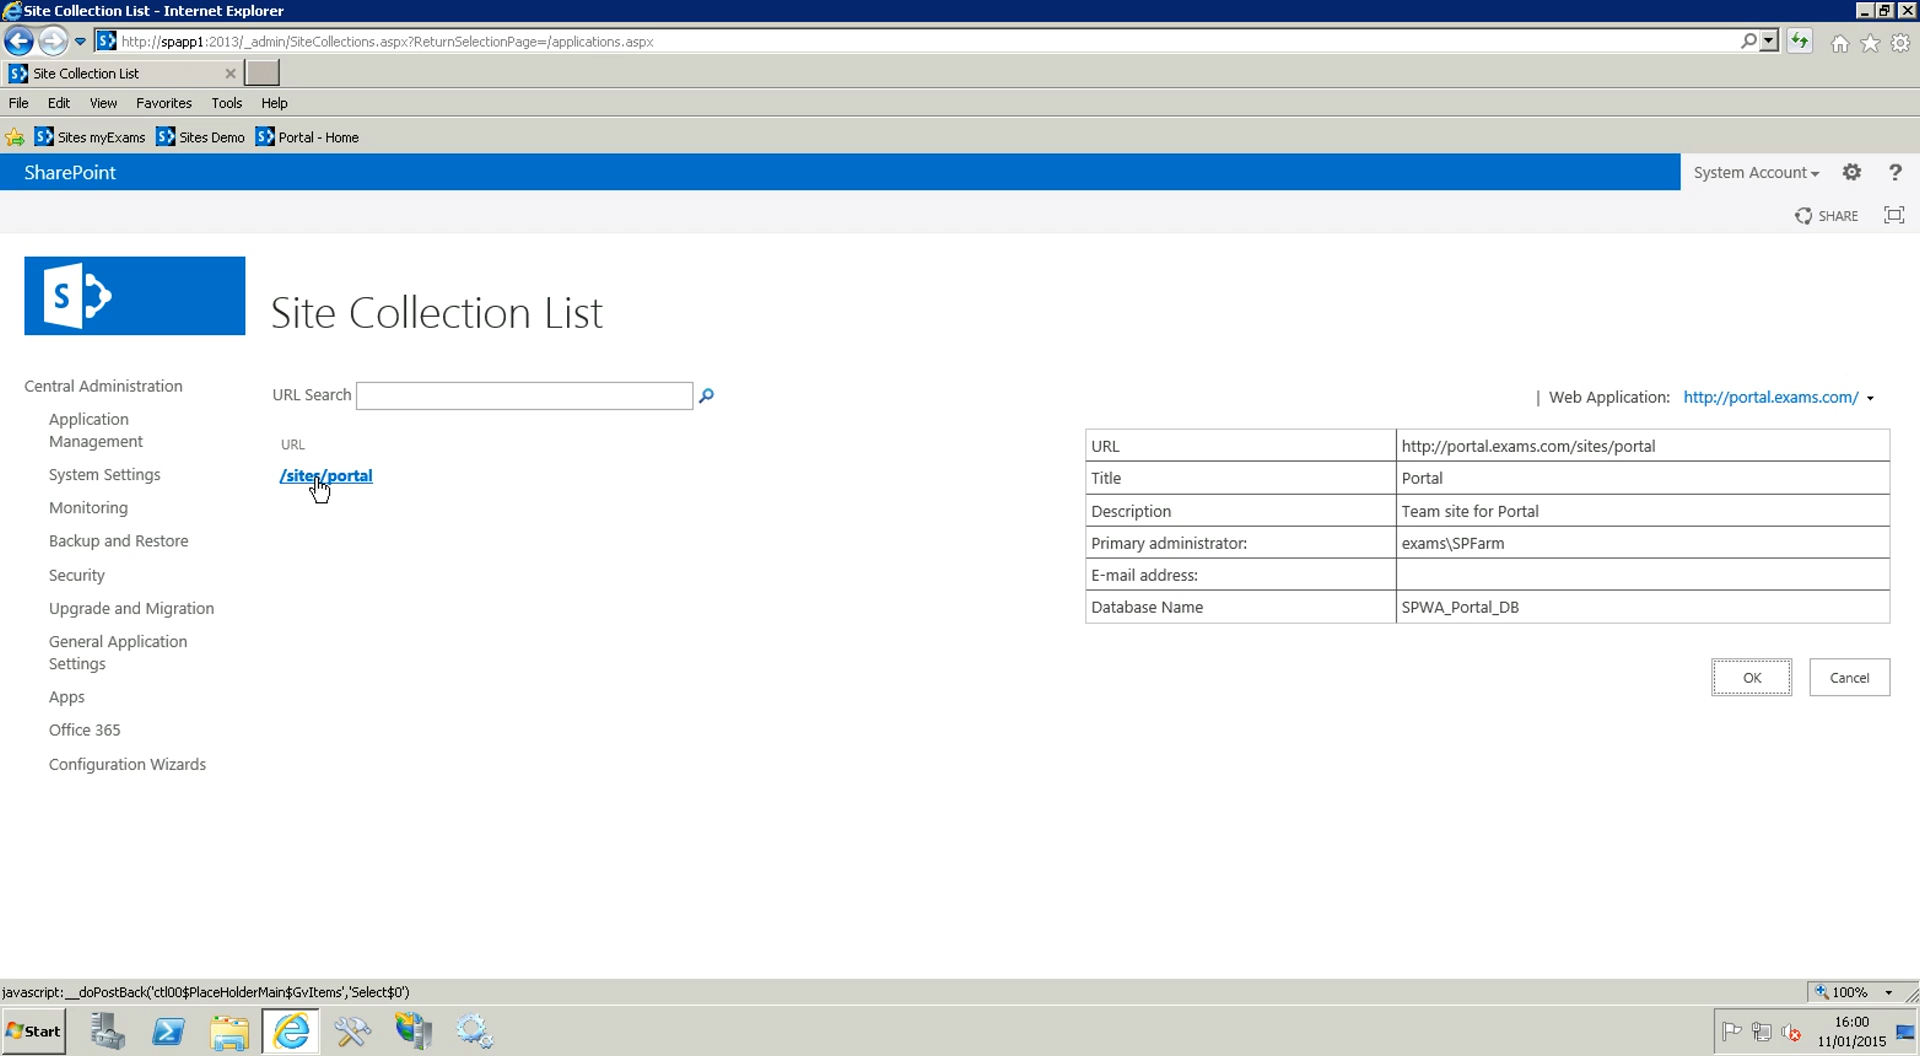 Site Collection List - Internet Explorer
http://spapp1:2013/_admin/SiteCollections.aspx?ReturnSelectionPage=/applications.aspx
Site Collection List
File Edit View Favorites Tools Help
Sites myExams Sites Demo Portal - Home
SharePoint
System Account
?
SHARE
S
Site Collection List
Central Administration
Application
Management
System Settings
Monitoring
Backup and Restore
Security
Upgrade and Migration
General Application
Settings
Apps
Office 365
Configuration Wizards
URL Search
| Web Application: http://portal.exams.com/
URL
/sites/portal
URL http://portal.exams.com/sites/portal
Title Portal
Description Team site for Portal
Primary administrator: exams\SPFarm
E-mail address:
Database Name SPWA_Portal_DB
OK Cancel
javascript:__doPostBack('ctl00$PlaceHolderMain$GvItems','Select$0')
100%
Start
16:00
11/01/2015